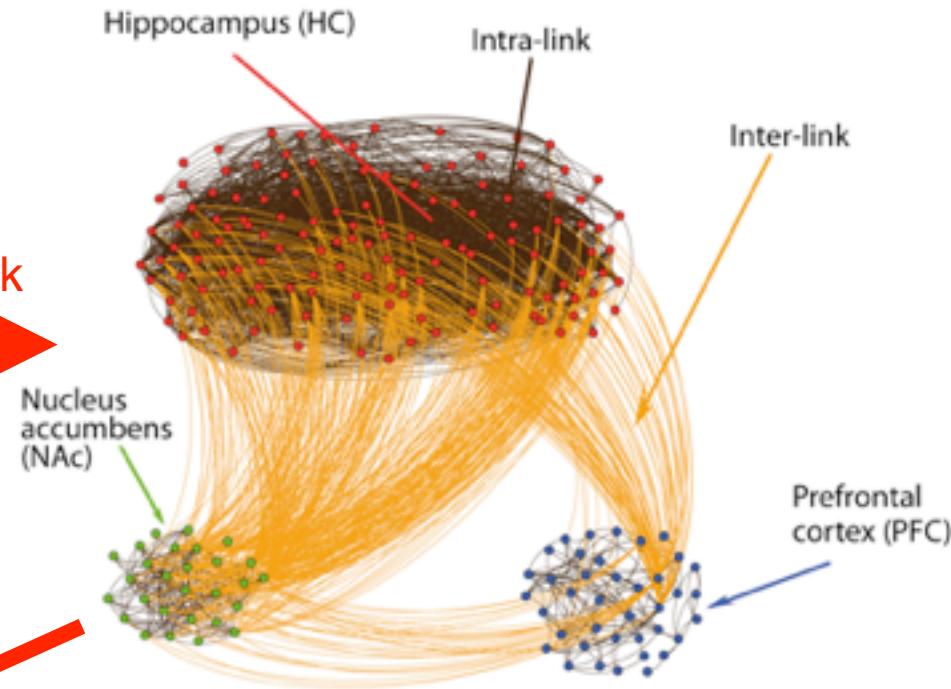 Hippocampus (HC)
Intra-link
Inter-link
k
Nucleus
accumbens
(NAc)
Prefrontal
cortex (PFC)